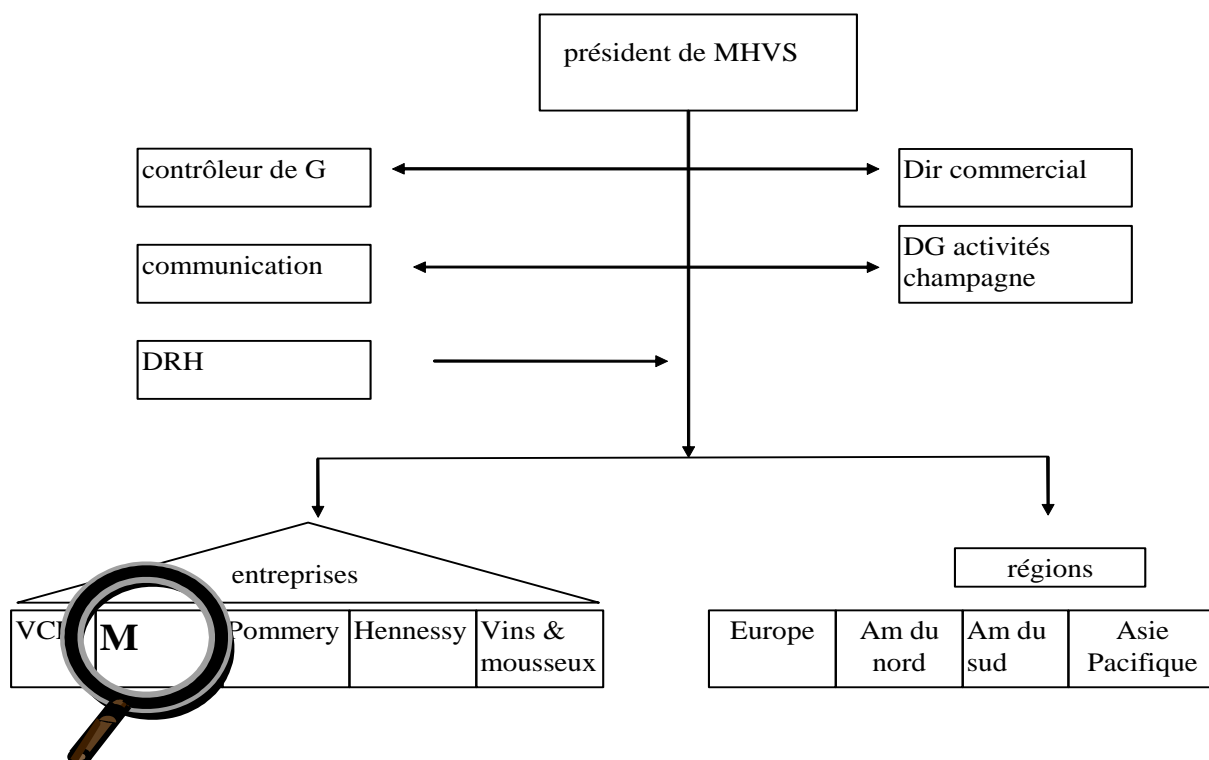 président de MHVS
contrôleur de G
Dir commercial
communication
DG activités
champagne
DRH
entreprises
régions
M
Pommery
Hennessy
Vins &
mousseux
Europe
Am du
nord
Am du
sud
Asie
Pacifique